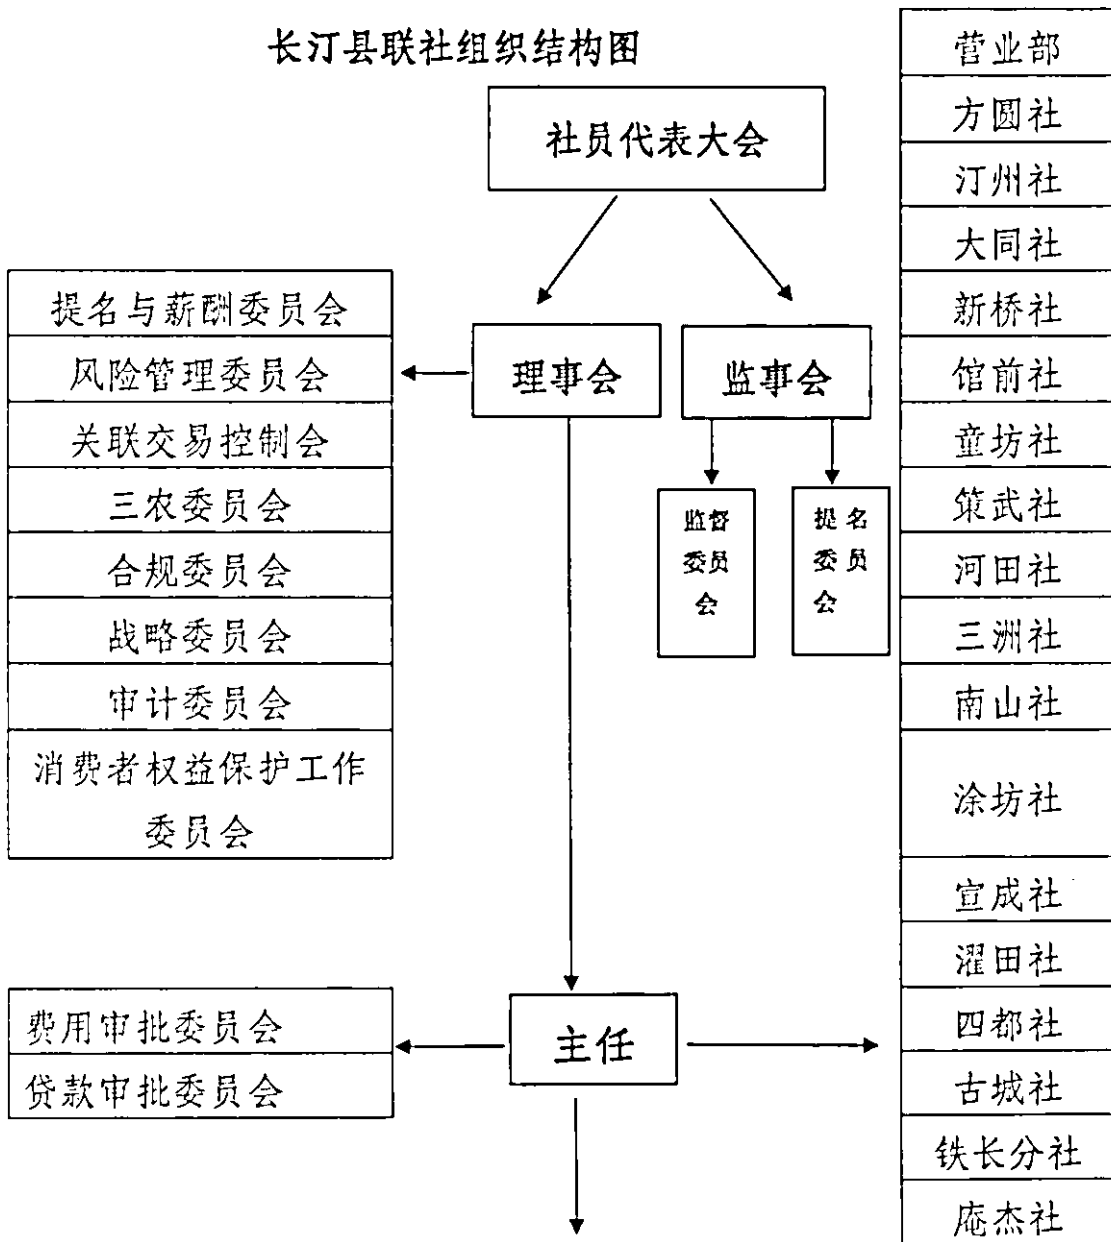 长汀县联社组织结构图
社员代表大会
提名与薪酬委员会
风险管理委员会
关联交易控制会
三农委员会
合规委员会
战略委员会
审计委员会
消费者权益保护工作
委员会
理事会
监事会
监督
委员
会
提名
委员
会
费用审批委员会
贷款审批委员会
主任
营业部
方圆社
汀州社
大同社
新桥社
馆前社
童坊社
策武社
河田社
三洲社
南山社
涂坊社
宣成社
濯田社
四都社
古城社
铁长分社
庵杰社